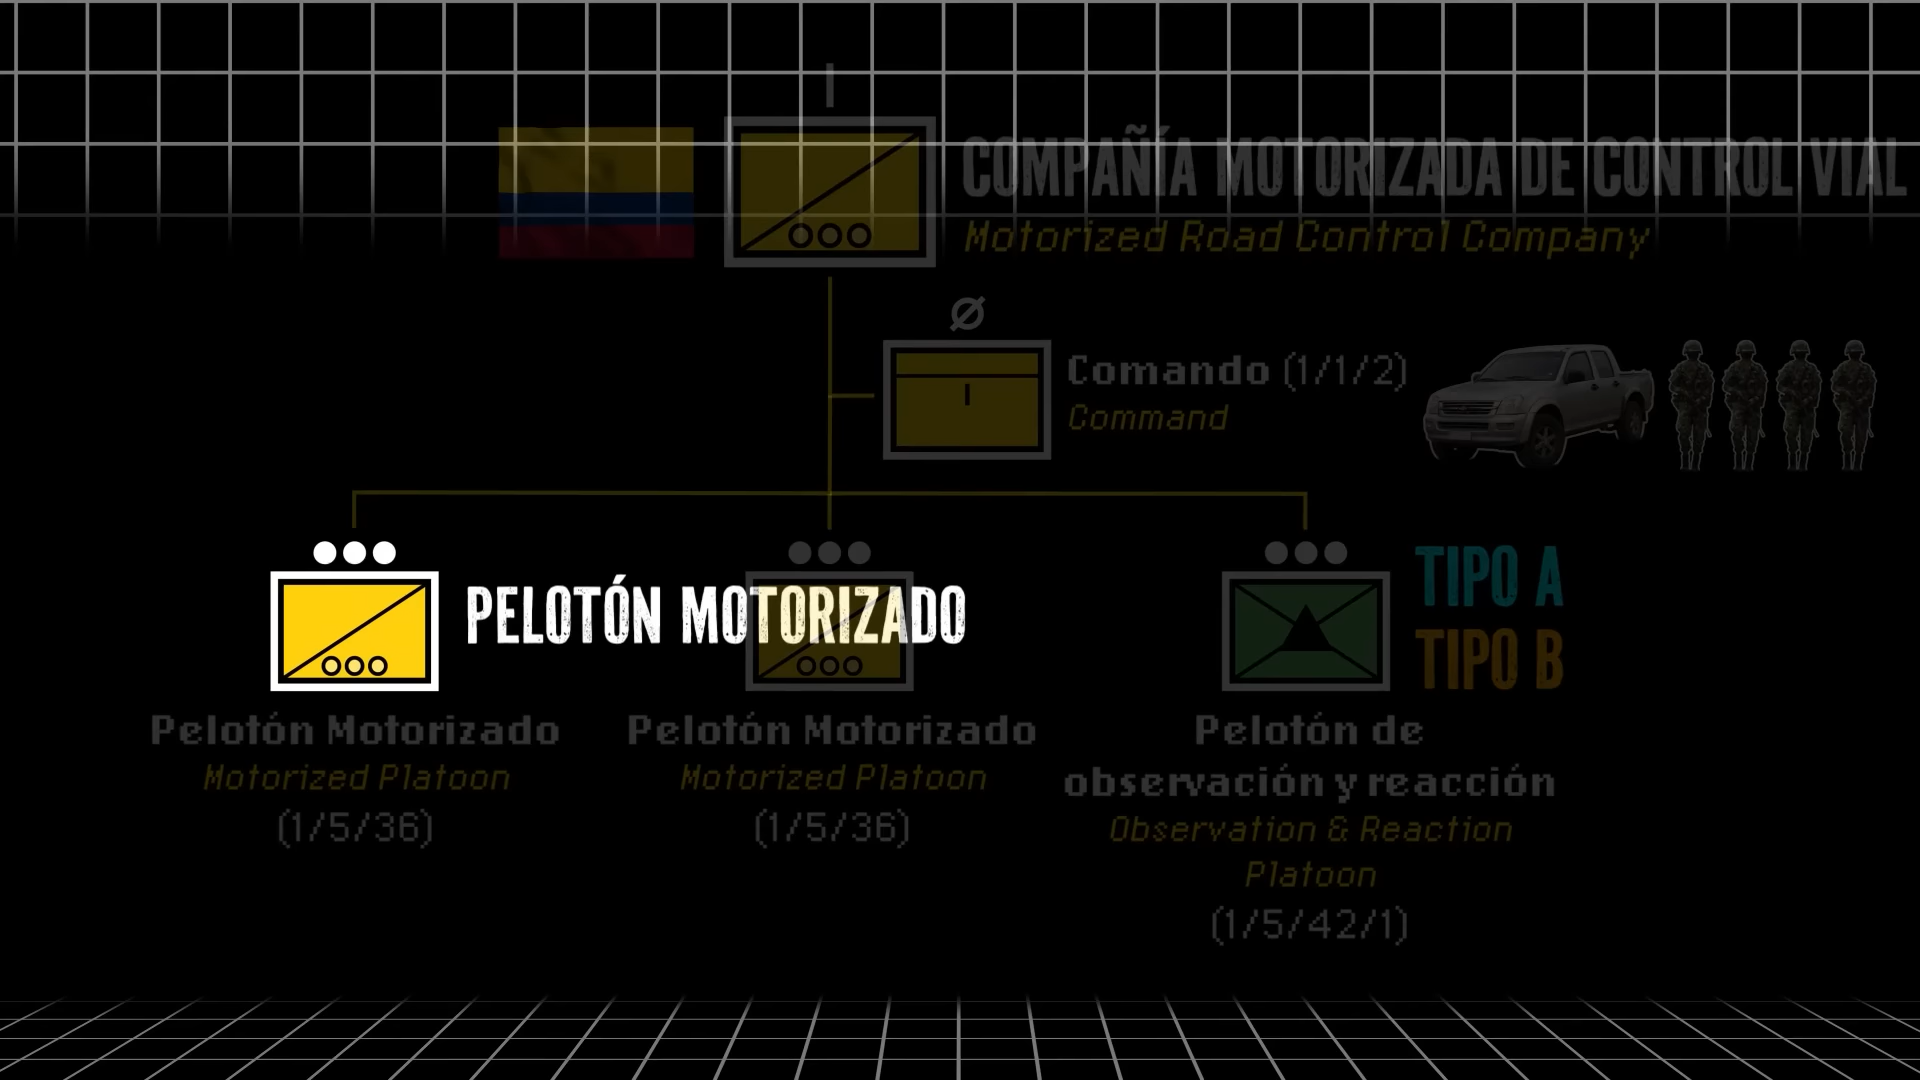 COMPAÑÍA MOTORIZADA DE CONTROL VIAL
Motorized Road Control Company
Comando (1/1/2)
Command
PELOTÓN MOTORIZADO
TIPO A
TIPO B
Pelotón Motorizado
Motorized Platoon
(1/5/36)
Pelotón Motorizado
Motorized Platoon
(1/5/36)
Pelotón de
observación y reacción
Observation & Reaction
Platoon
(1/5/42/1)